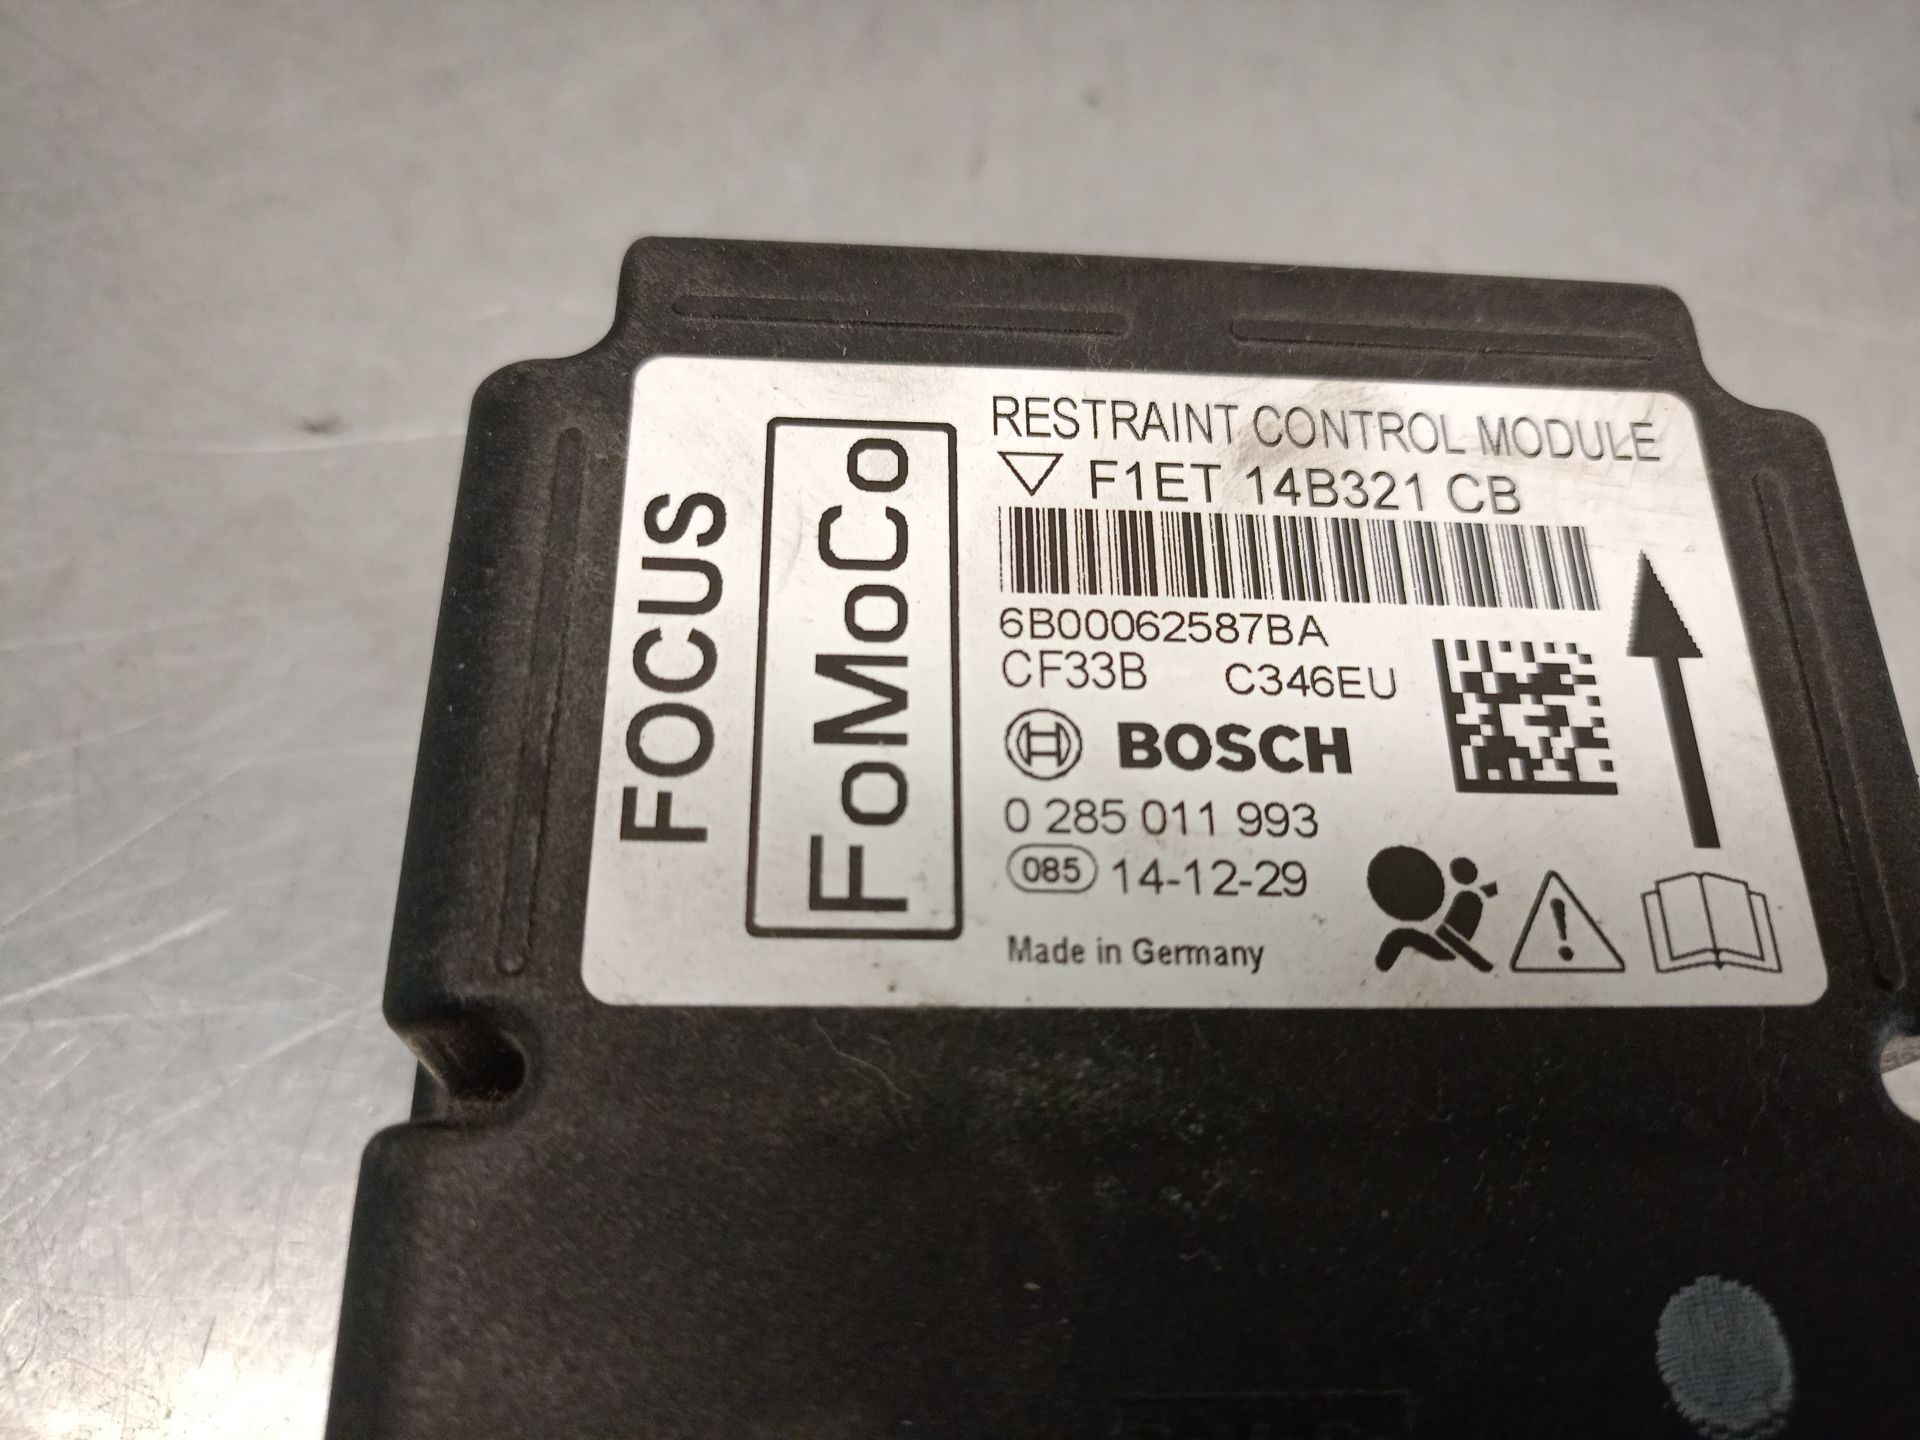 RESTRAINT CONTROL MODULE
F1ET 14B321 CB
6B00062587BA
CF33B C346EU
BOSCH
0 285 011 993
085 14-12-29
Made in Germany
FoMoCo
FOCUS